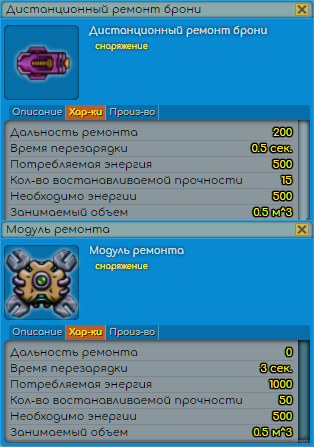 Дистанционный ремонт брони
Дистанционный ремонт брони
снаряжение
Описание Хар-ки Произ-во
Дальность ремонта 200
Время перезарядки 0.5 сек.
Потребляемая энергия 500
Кол-во востанавливаемой прочности 15
Необходимо энергии 500
Занимаемый объем 0.5 м^3
Модуль ремонта
Модуль ремонта
снаряжение
Описание Хар-ки Произ-во
Дальность ремонта 0
Время перезарядки 3 сек.
Потребляемая энергия 1000
Кол-во востанавливаемой прочности 50
Необходимо энергии 500
Занимаемый объем 0.5 м^3